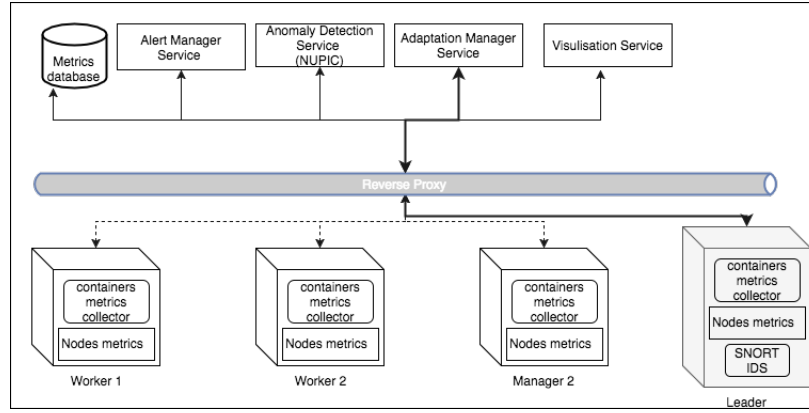 Metrics
database
Alert Manager
Service
Anomaly Detection
Service
(NUPIC)
Adaptation Manager
Service
Visulisation Service
Reverse Proxy
containers
metrics
collector
Nodes metrics
Worker 1
containers
metrics
collector
Nodes metrics
Worker 2
containers
metrics
collector
Nodes metrics
Manager 2
containers
metrics
collector
Nodes metrics
SNORT
IDS
Leader